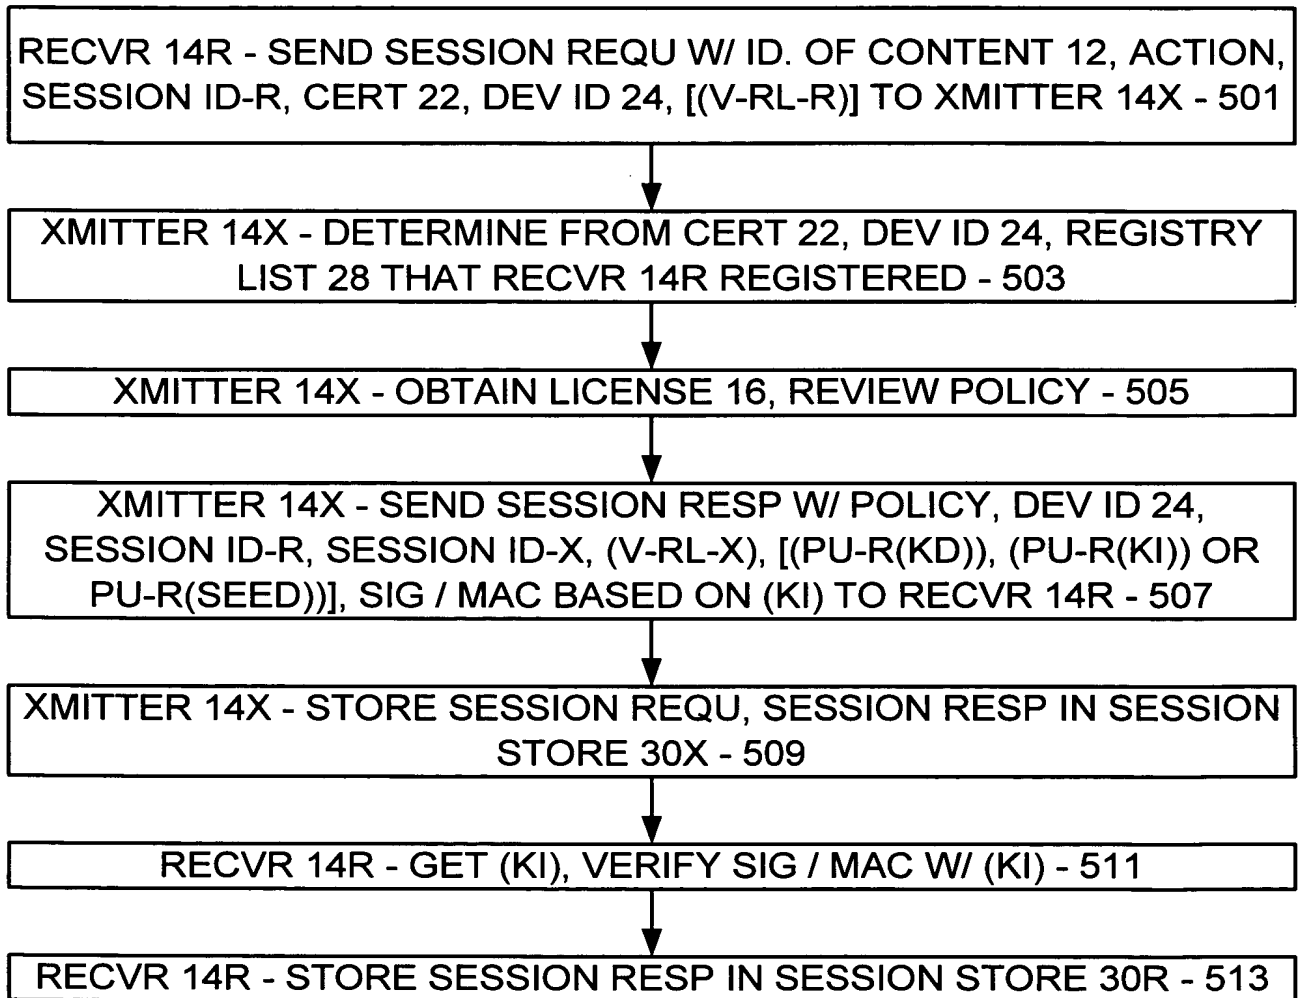 RECVR 14R - SEND SESSION REQU W/ ID. OF CONTENT 12, ACTION,
SESSION ID-R, CERT 22, DEV ID 24, [(V-RL-R)] TO XMITTER 14X - 501
XMITTER 14X - DETERMINE FROM CERT 22, DEV ID 24, REGISTRY
LIST 28 THAT RECVR 14R REGISTERED - 503
XMITTER 14X - OBTAIN LICENSE 16, REVIEW POLICY - 505
XMITTER 14X - SEND SESSION RESP W/ POLICY, DEV ID 24,
SESSION ID-R, SESSION ID-X, (V-RL-X), [(PU-R(KD)), (PU-R(KI)) OR
PU-R(SEED))], SIG / MAC BASED ON (KI) TO RECVR 14R - 507
XMITTER 14X - STORE SESSION REQU, SESSION RESP IN SESSION
STORE 30X - 509
RECVR 14R - GET (KI), VERIFY SIG / MAC W/ (KI) - 511
RECVR 14R - STORE SESSION RESP IN SESSION STORE 30R - 513